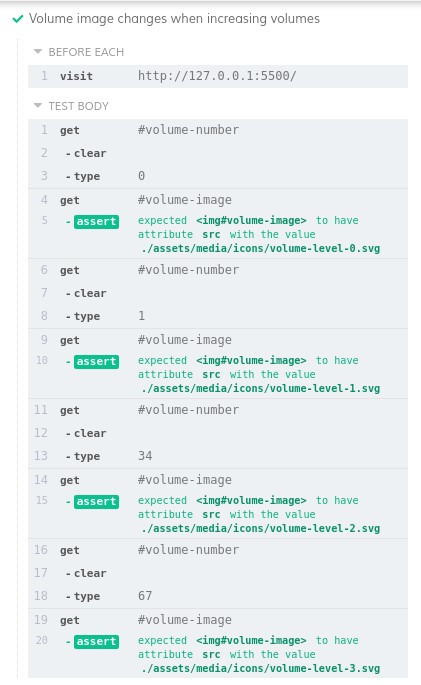 Volume image changes when increasing volumes
BEFORE EACH
1 visit http://127.0.0.1:5500/
TEST BODY
1 get #volume-number
2 -clear
3 -type 0
4 get #volume-image
5 -assert expected <img#volume-image> to have
attribute src with the value
./assets/media/icons/volume-level-0.svg
6 get #volume-number
7 -clear
8 -type 1
9 get #volume-image
10 -assert expected <img#volume-image> to have
attribute src with the value
./assets/media/icons/volume-level-1.svg
11 get #volume-number
12 -clear
13 -type 34
14 get #volume-image
15 -assert expected <img#volume-image> to have
attribute src with the value
./assets/media/icons/volume-level-2.svg
16 get #volume-number
17 -clear
18 -type 67
19 get #volume-image
20 -assert expected <img#volume-image> to have
attribute src with the value
./assets/media/icons/volume-level-3.svg